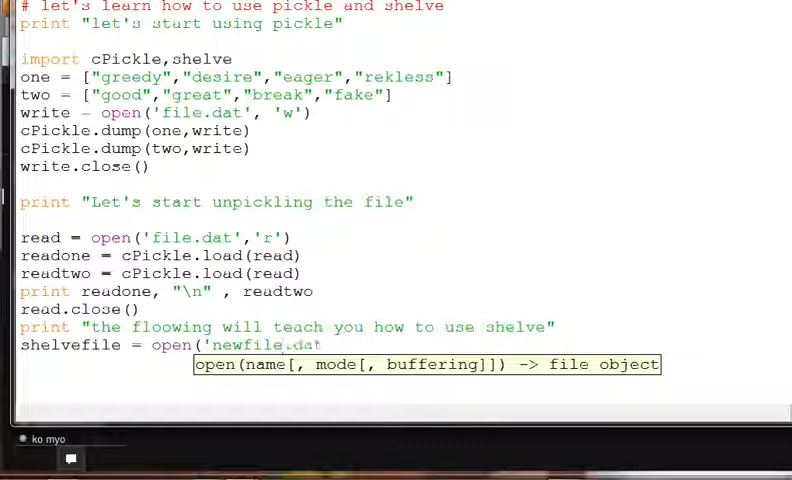 # let's learn how to use pickle and shelve
print "let's start using pickle"
import cPickle,shelve
one = ["greedy","desire","eager","rekless"]
two = ["good","great","break","fake"]
write = open('file.dat', 'w')
cPickle.dump(one,write)
cPickle.dump(two,write)
write.close()
print "Let's start unpickling the file"
read = open('file.dat','r')
readone = cPickle.load(read)
readtwo = cPickle.load(read)
print readone, "\n" , readtwo
read.close()
print "the floowing will teach you how to use shelve"
shelvefile = open('newfile.dat
open(name[, mode[, buffering]]) -> file object
ko myo